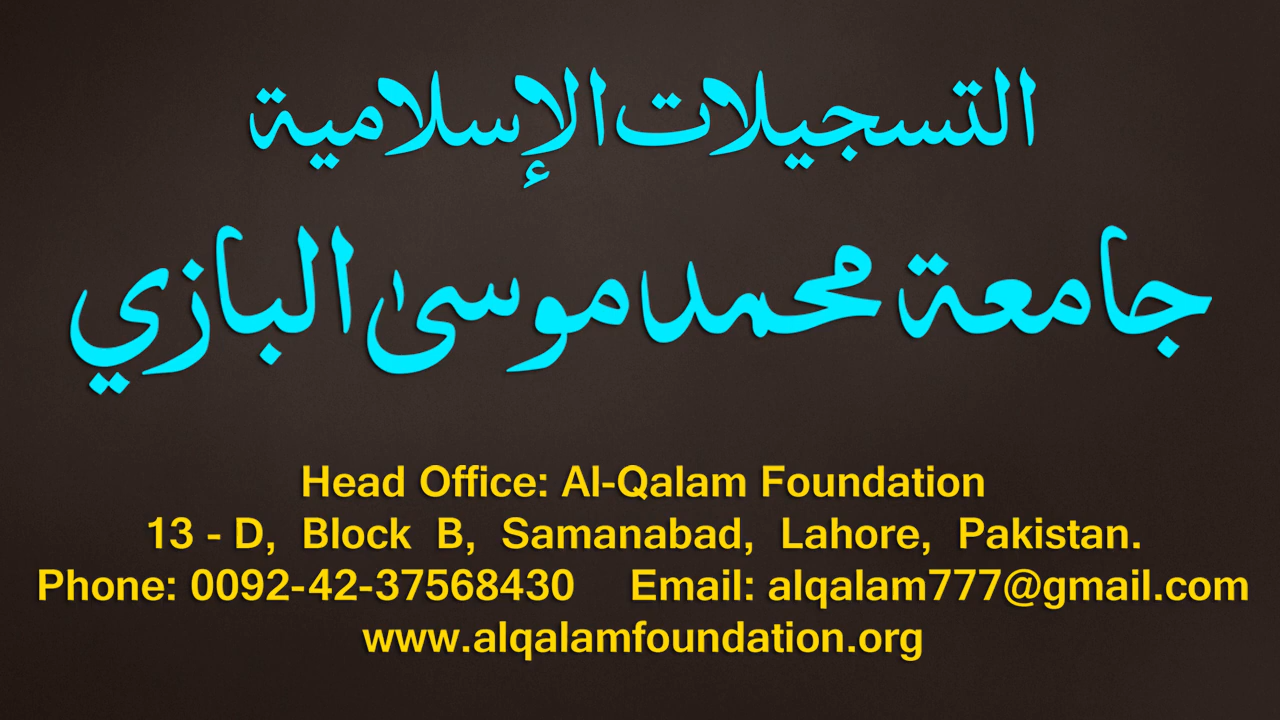 التسجيلات الإسلامية
جامعة محمد موسىٰ البازي
Head Office: Al-Qalam Foundation
13 - D, Block B, Samanabad, Lahore, Pakistan.
Phone: 0092-42-37568430 Email: alqalam777@gmail.com
www.alqalamfoundation.org